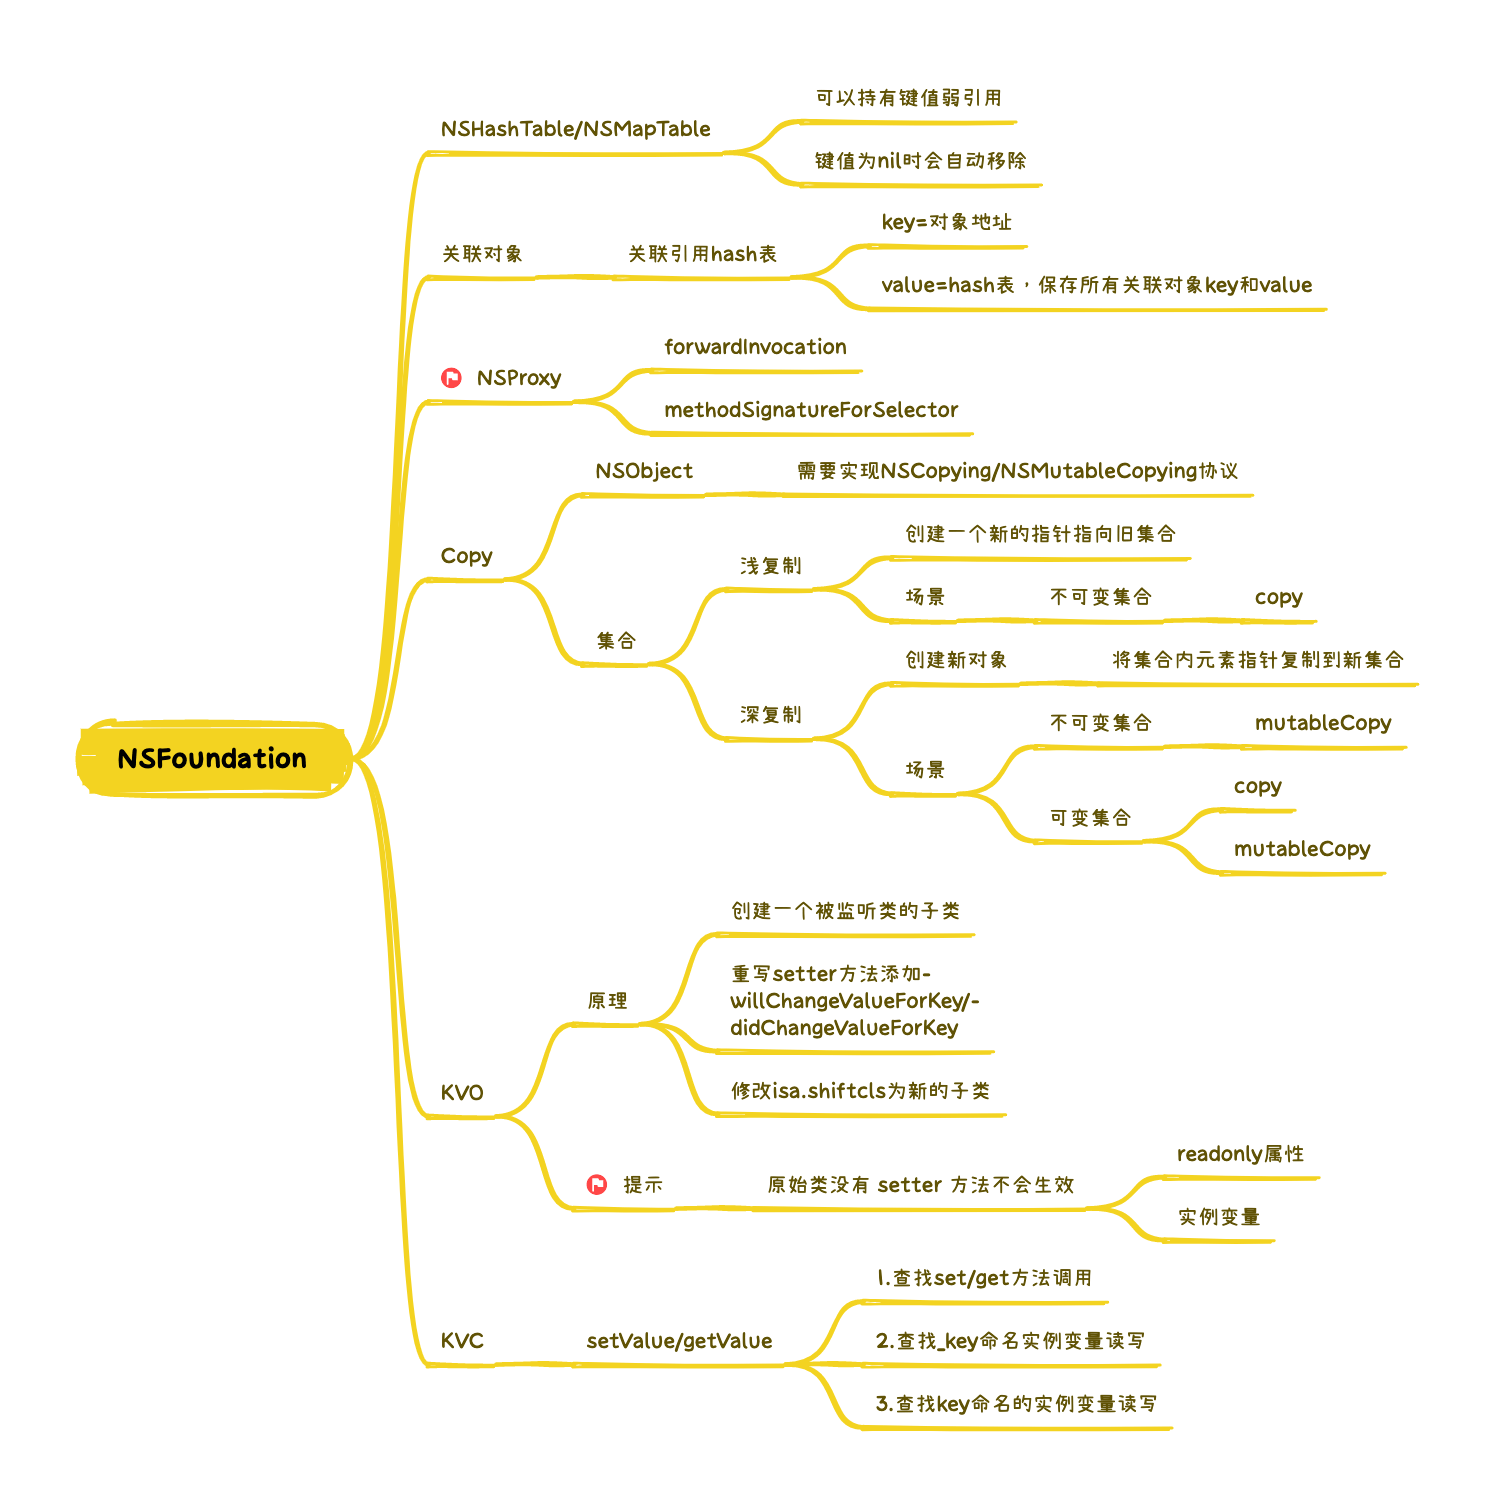 NSFoundation
NSHashTable/NSMapTable
可以持有键值弱引用
键值为nil时会自动移除
关联对象
关联引用hash表
key=对象地址
value=hash表，保存所有关联对象key和value
NSProxy
forwardInvocation
methodSignatureForSelector
Copy
NSObject
需要实现NSCopying/NSMutableCopying协议
集合
浅复制
创建一个新的指针指向旧集合
场景
不可变集合
copy
深复制
创建新对象
将集合内元素指针复制到新集合
场景
不可变集合
mutableCopy
可变集合
copy
mutableCopy
KVO
原理
创建一个被监听类的子类
重写setter方法添加-
willChangeValueForKey/-
didChangeValueForKey
修改isa.shiftcls为新的子类
提示
原始类没有 setter 方法不会生效
readonly属性
实例变量
KVC
setValue/getValue
1.查找set/get方法调用
2.查找_key命名实例变量读写
3.查找key命名的实例变量读写